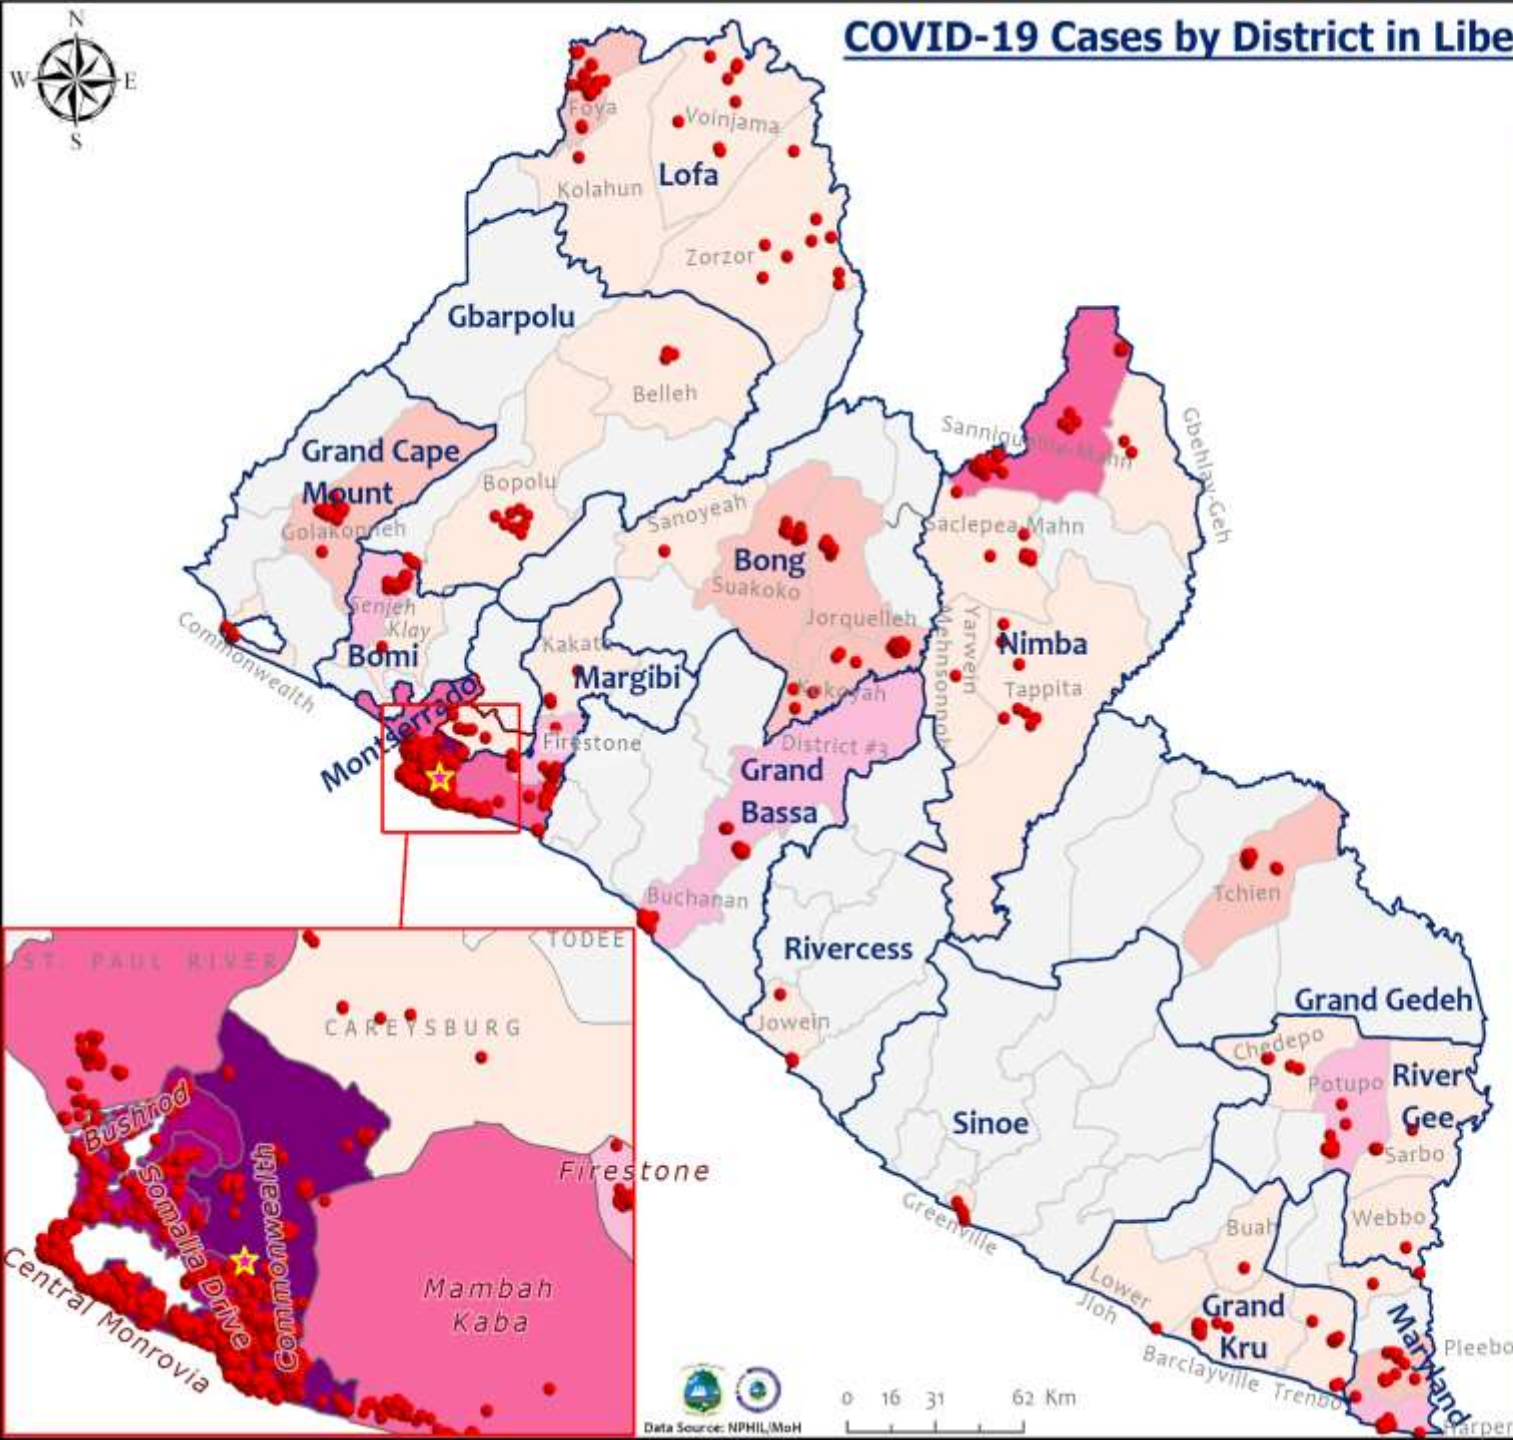 COVID-19 Cases by District in Libe
N
W
E
S
Foya
Voinjama
Lofa
Kolahun
Zorzor
Gbarpolu
Belleh
Grand Cape
Mount
Golakonneh
Bopolu
Sanniquellie-Mahn
Gbehlay-Geh
Sanoyeah
Saclepea Mahn
Bong
Suakoko
Jorquelleh
Senjeh
Klay
Bomi
Commonwealth
Kakata
Margibi
Yarwein
Mehnsonnoh
Nimba
Tappita
Kokoyah
Montserrado
Firestone
District #3
Grand
Bassa
Buchanan
Tchien
Rivercess
Jowein
Grand Gedeh
Chedepo
Potupo
River
Gee
Sarbo
Sinoe
Greenville
Buah
Webbo
Lower
Jloh
Grand
Kru
Barclayville
Trenbo
Maryland
Pleebo
Harper
TODEE
ST. PAUL RIVER
CAREYSBURG
Bushrod
Firestone
Somalia Drive
Commonwealth
Central Monrovia
Mambah
Kaba
0 16 31 62 Km
Data Source: NPHIL/MoH